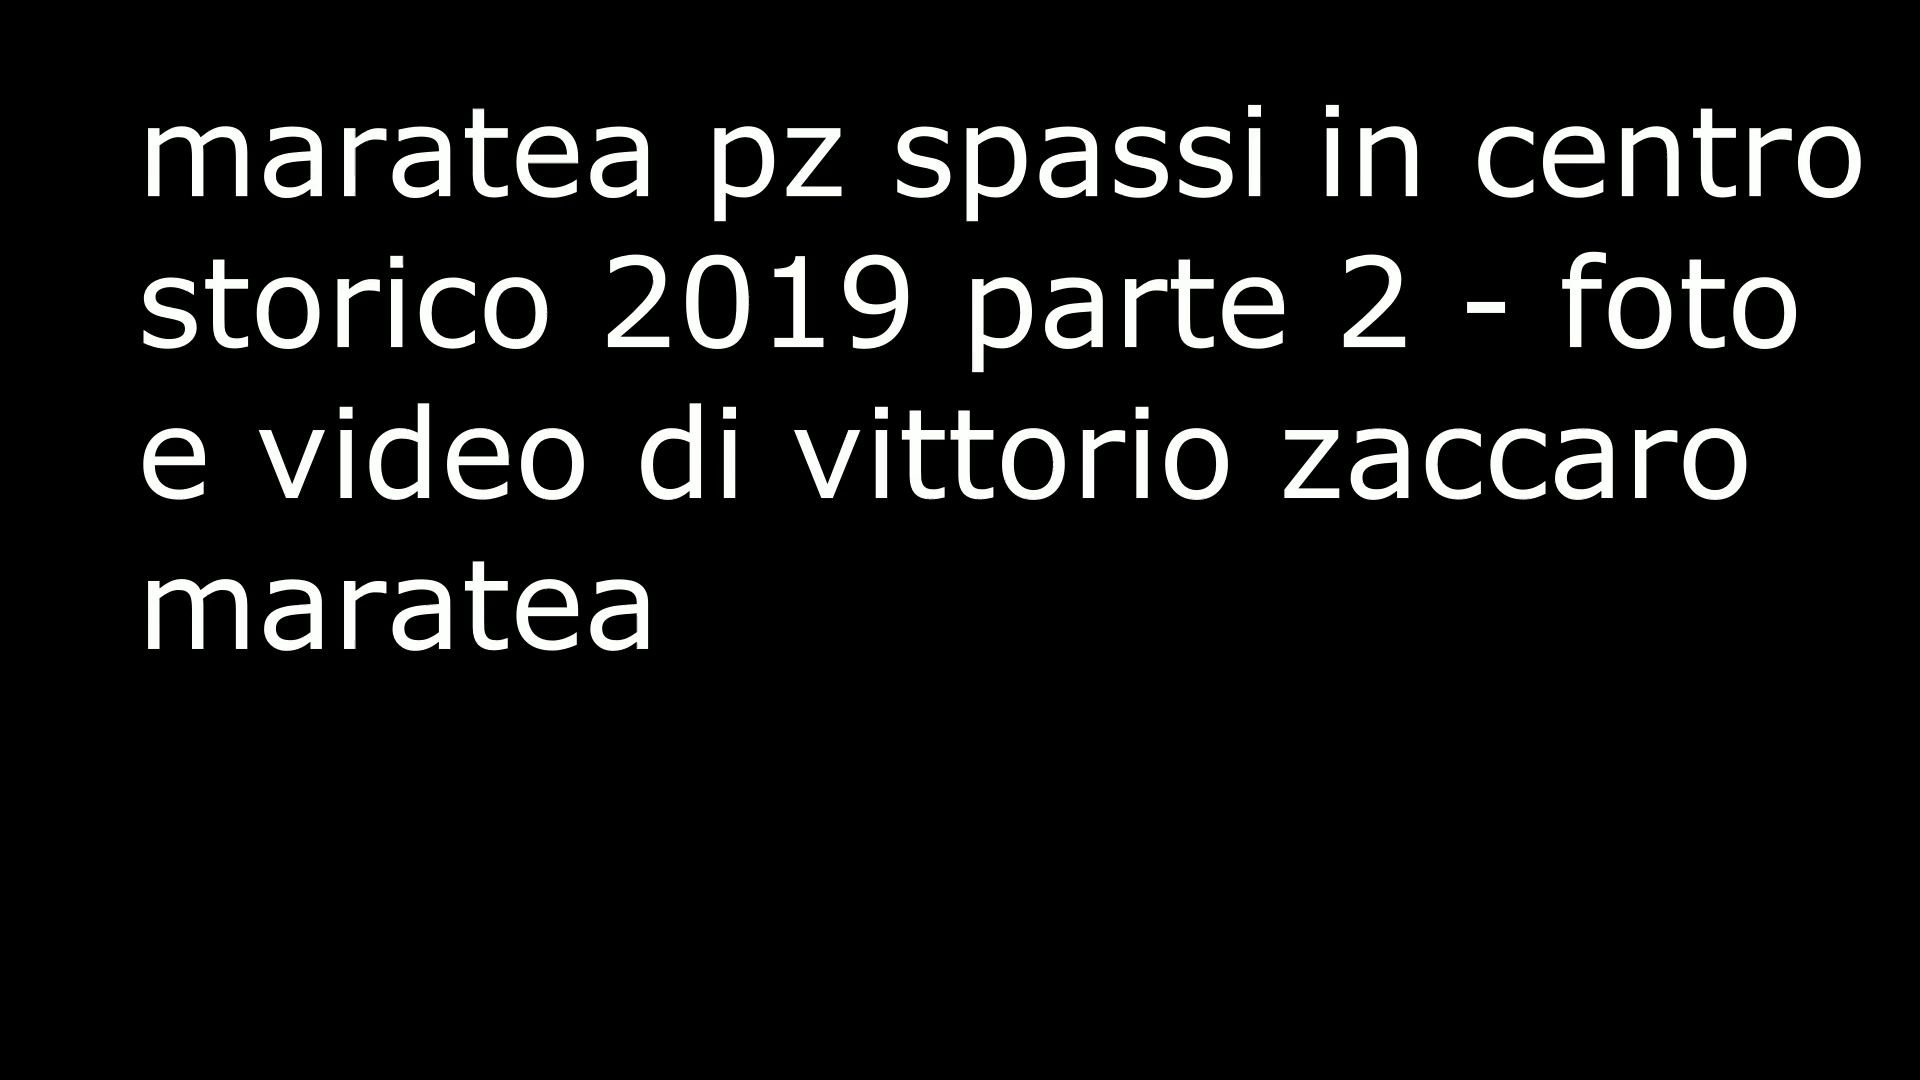 maratea pz spassi in centro
storico 2019 parte 2 - foto
e video di vittorio zaccaro
maratea